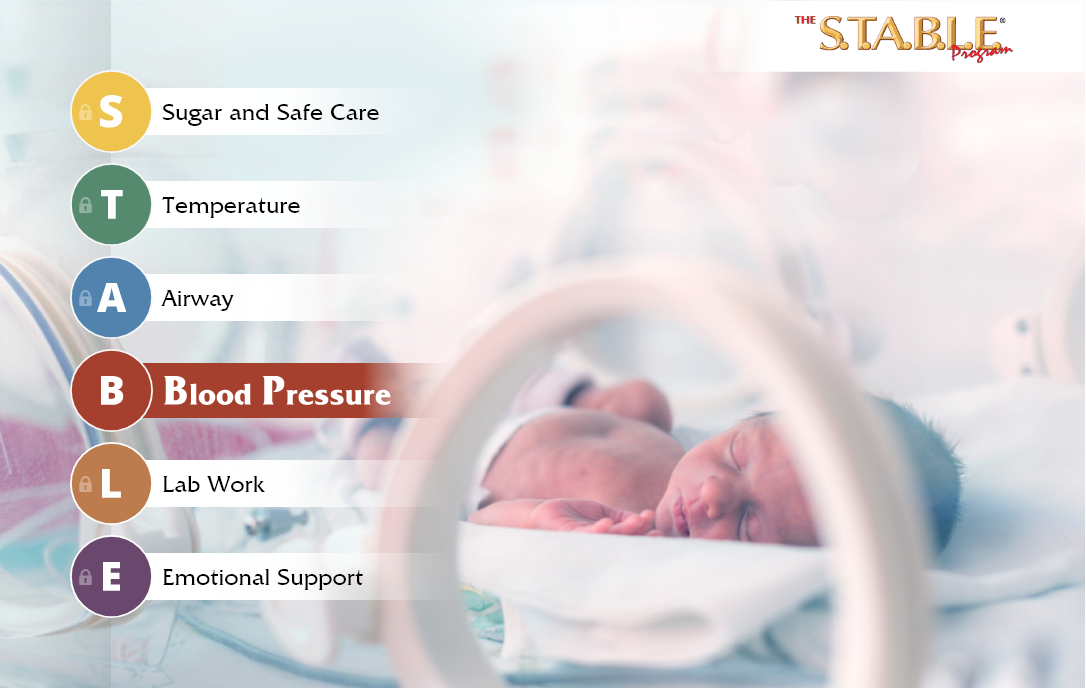 THE S.T.A.B.L.E.®
Program
S Sugar and Safe Care
T Temperature
A Airway
B Blood Pressure
L Lab Work
E Emotional Support